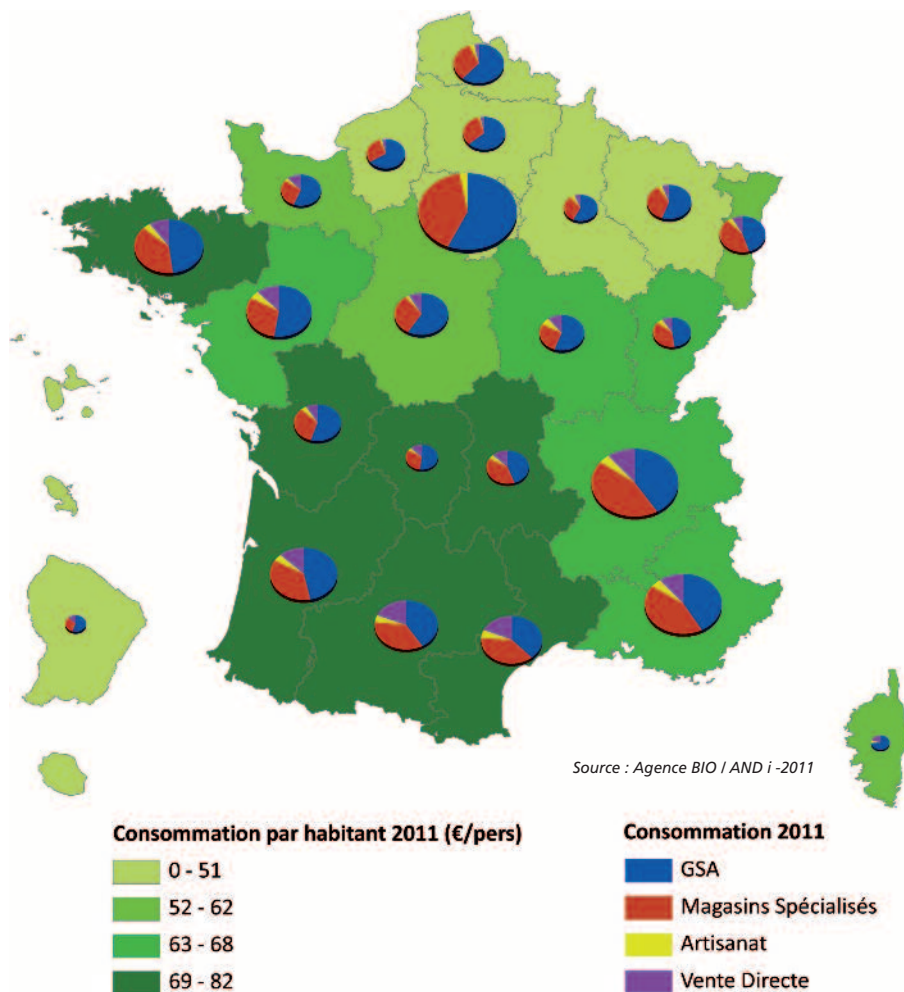 Source : Agence BIO / AND i -2011
Consommation par habitant 2011 (€/pers)
0 - 51
52 - 62
63 - 68
69 - 82
Consommation 2011
GSA
Magasins Spécialisés
Artisanat
Vente Directe